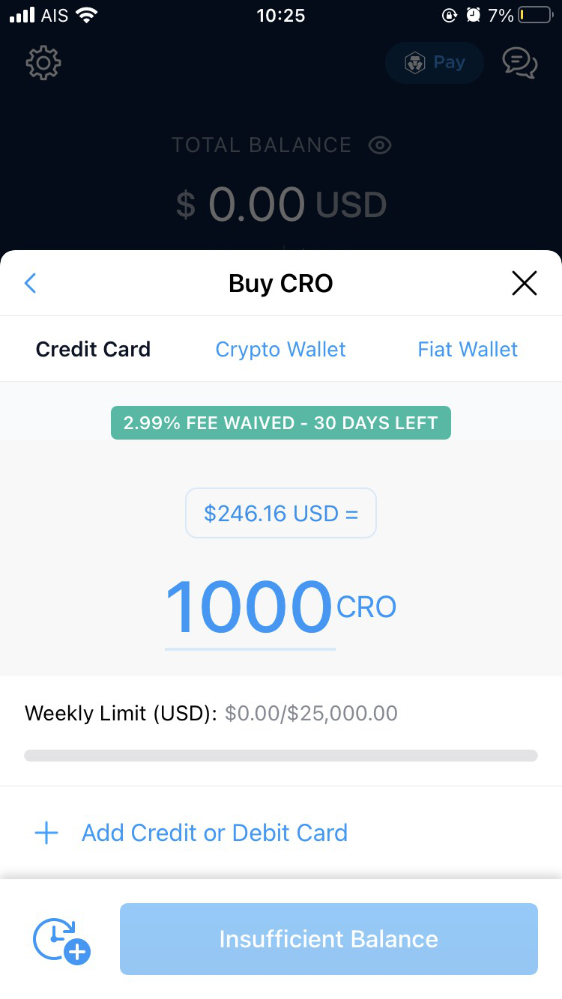 AIS 10:25 7%
Pay
TOTAL BALANCE
$ 0.00 USD
Buy CRO
Credit Card Crypto Wallet Fiat Wallet
2.99% FEE WAIVED - 30 DAYS LEFT
$246.16 USD =
1000 CRO
Weekly Limit (USD): $0.00/$25,000.00
+ Add Credit or Debit Card
Insufficient Balance